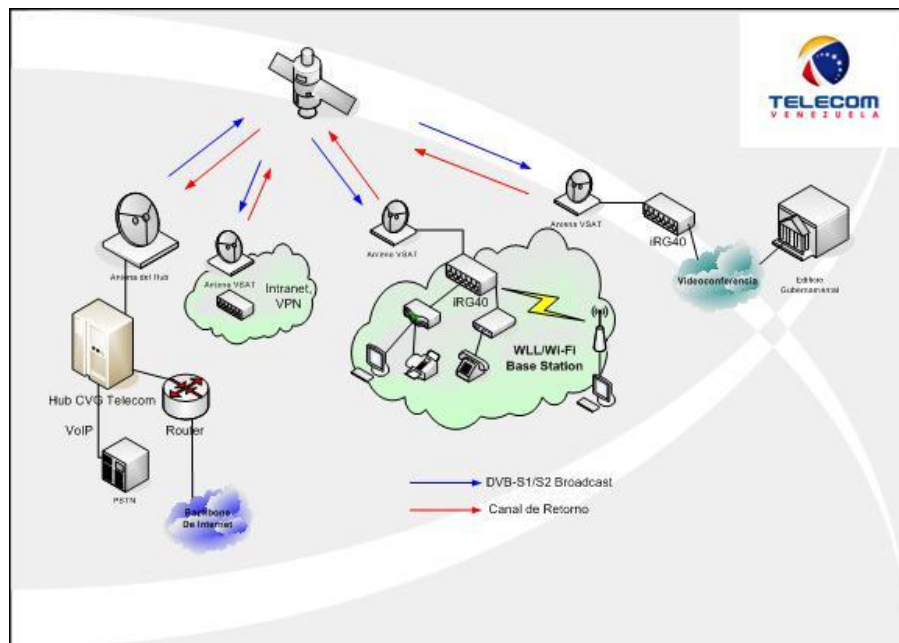 TELECOM
VENEZUELA
Antena VSAT
iRG40
Antena del Hub
Antena VSAT
Antena VSAT
Intranet,
VPN
iRG40
Videoconferencia
Edificio
Gubernamental
WLL/Wi-Fi
Base Station
Hub CVG Telecom
VoIP
Router
PSTN
Backbone
De Internet
DVB-S1/S2 Broadcast
Canal de Retorno